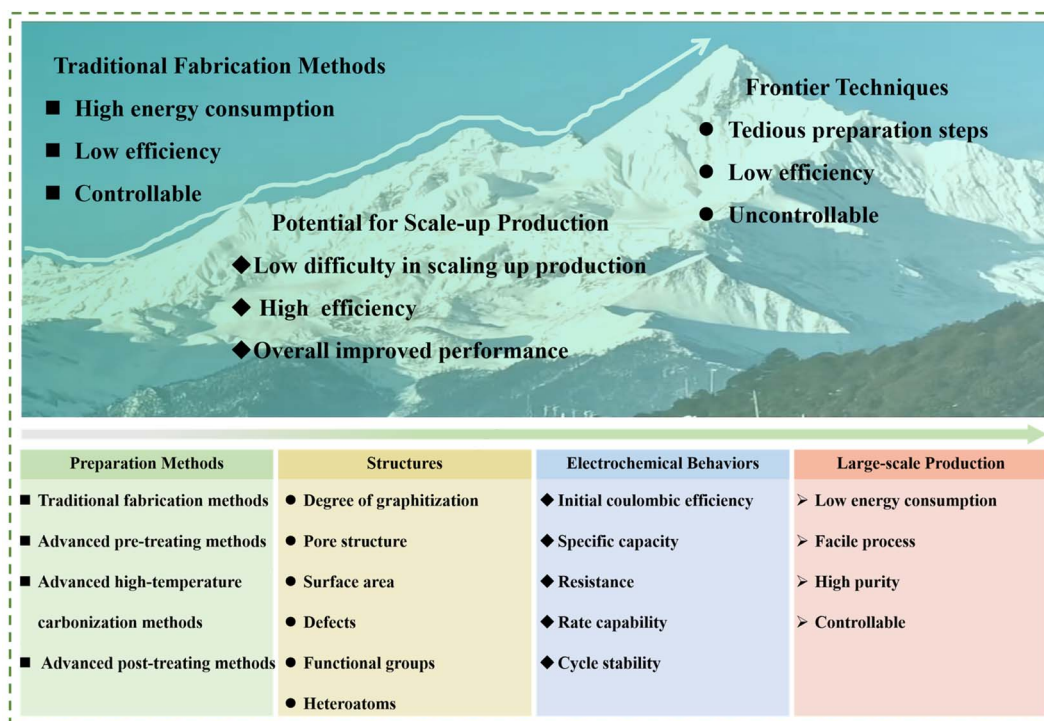 Traditional Fabrication Methods
■ High energy consumption
■ Low efficiency
■ Controllable
Frontier Techniques
● Tedious preparation steps
● Low efficiency
● Uncontrollable
Potential for Scale-up Production
◆Low difficulty in scaling up production
◆ High efficiency
◆Overall improved performance
Preparation Methods
■ Traditional fabrication methods
■ Advanced pre-treating methods
■ Advanced high-temperature
carbonization methods
■ Advanced post-treating methods
Structures
● Degree of graphitization
● Pore structure
● Surface area
● Defects
● Functional groups
● Heteroatoms
Electrochemical Behaviors
◆ Initial coulombic efficiency
◆ Specific capacity
◆ Resistance
◆ Rate capability
◆ Cycle stability
Large-scale Production
➢ Low energy consumption
➢ Facile process
➢ High purity
➢ Controllable